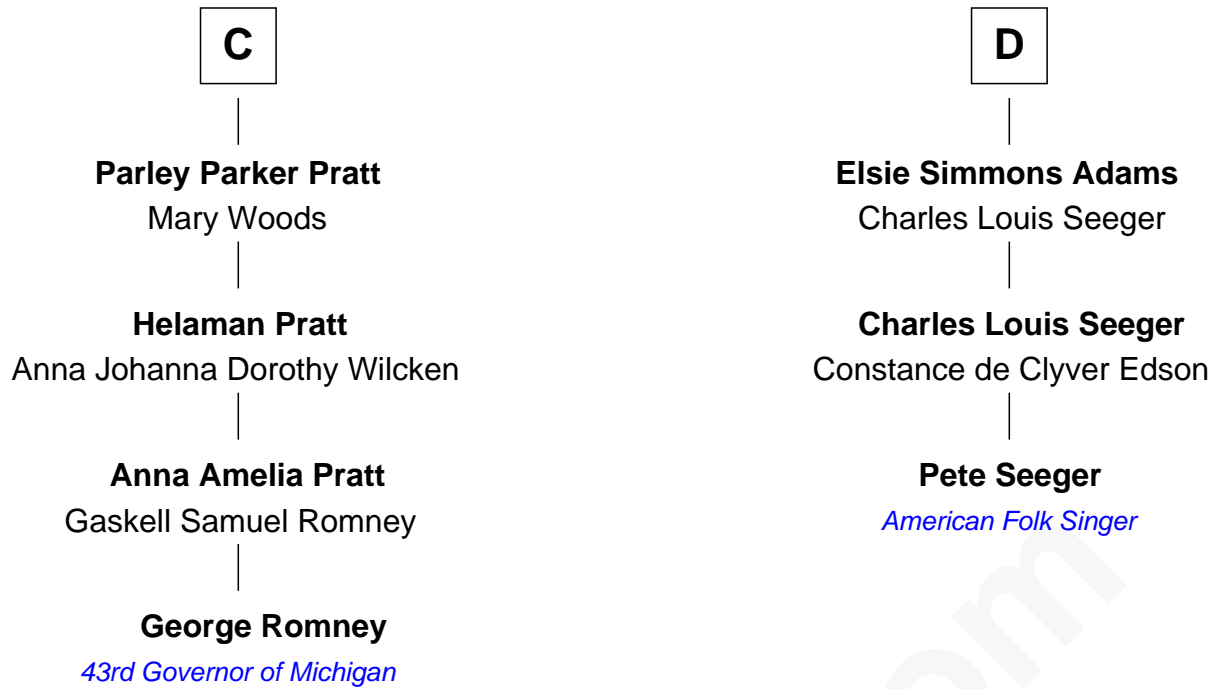 C
Parley Parker Pratt
Mary Woods
Helaman Pratt
Anna Johanna Dorothy Wilcken
Anna Amelia Pratt
Gaskell Samuel Romney
George Romney
43rd Governor of Michigan
D
Elsie Simmons Adams
Charles Louis Seeger
Charles Louis Seeger
Constance de Clyver Edson
Pete Seeger
American Folk Singer
om